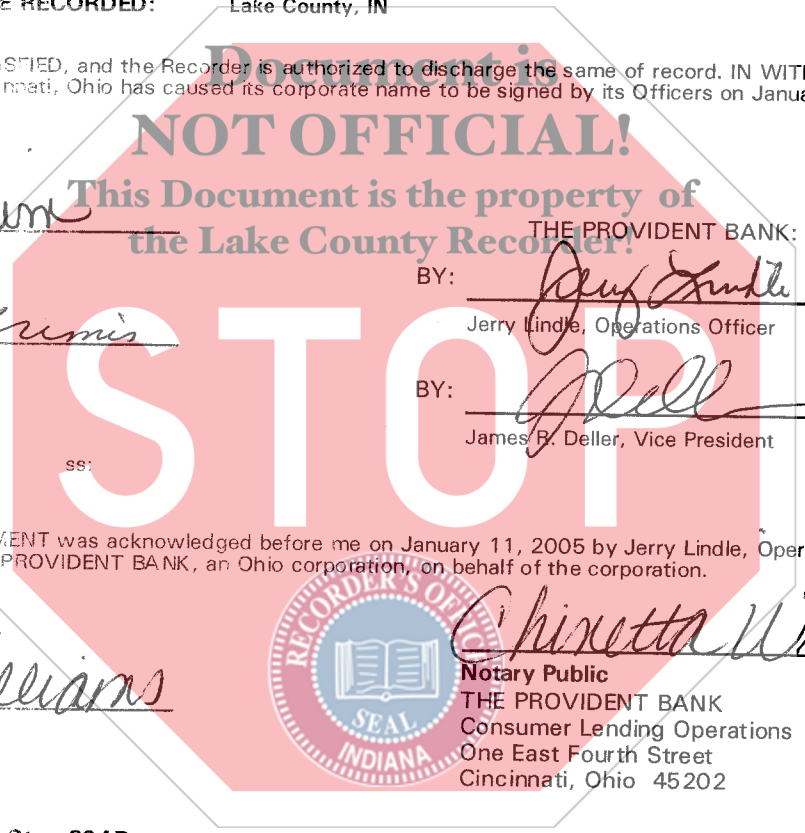 E RECORDED: Lake County, IN
Document is
SFIED, and the Recorder is authorized to discharge the same of record. IN WIT
nnati, Ohio has caused its corporate name to be signed by its Officers on Janua
NOT OFFICIAL!
This Document is the property of
the Lake County Recorder!
THE PROVIDENT BANK:
BY: Jerry Lindle
Jerry Lindle, Operations Officer
STOP
BY:
James R. Deller, Vice President
ss:
MENT was acknowledged before me on January 11, 2005 by Jerry Lindle, Oper
PROVIDENT BANK, an Ohio corporation, on behalf of the corporation.
RECORDER'S OFFICE
SEAL
INDIANA
Chinetta W
lliams
Notary Public
THE PROVIDENT BANK
Consumer Lending Operations
One East Fourth Street
Cincinnati, Ohio 45202